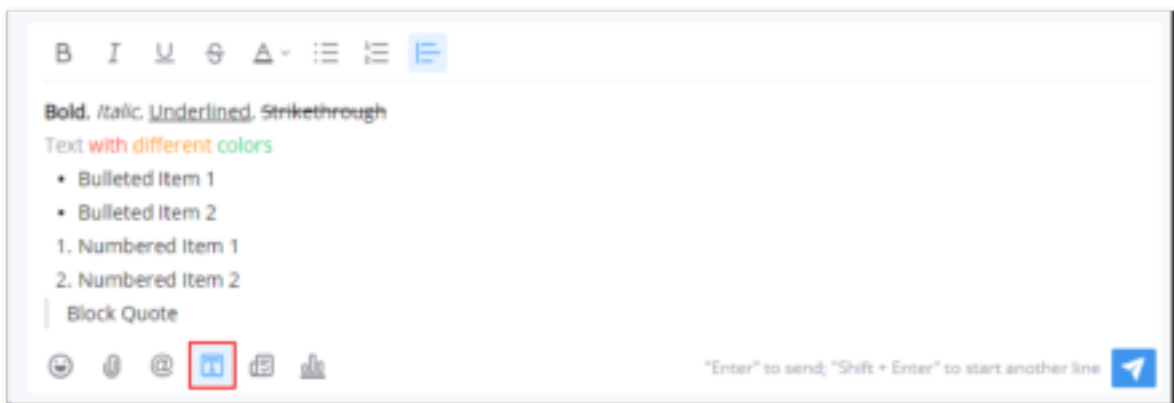 B I U S A
Bold, Italic, Underlined, Strikethrough
Text with different colors
• Bulleted Item 1
• Bulleted Item 2
1. Numbered Item 1
2. Numbered Item 2
Block Quote
@ T "Enter" to send; "Shift + Enter" to start another line